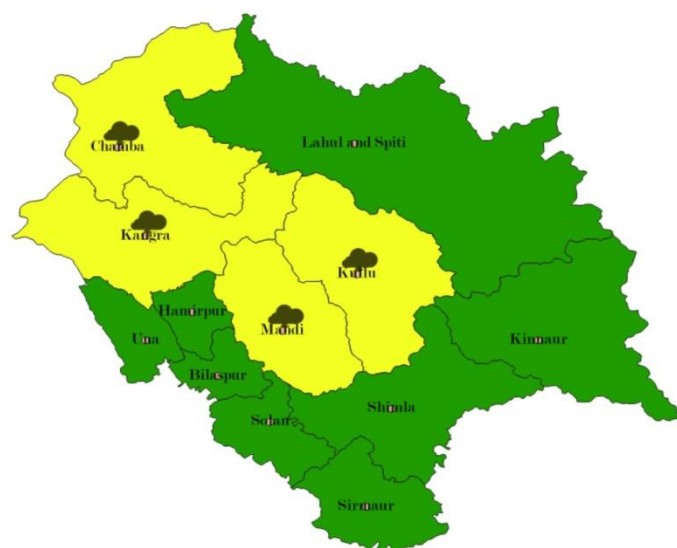 Chamba
Lahul and Spiti
Kangra
Kullu
Hamirpur
Mandi
Una
Kinnaur
Bilaspur
Shimla
Solan
Sirmaur